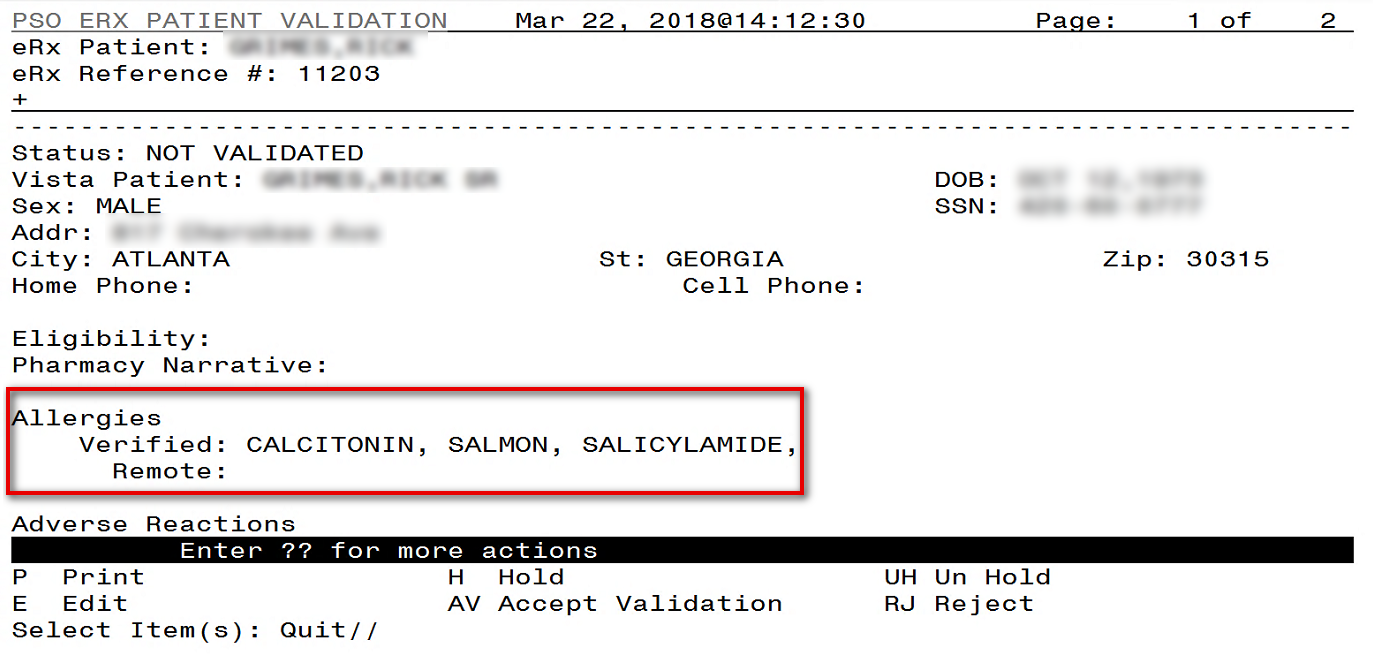 PSO ERX PATIENT VALIDATION Mar 22, 2018@14:12:30 Page: 1 of 2
eRx Patient:
eRx Reference #: 11203
+
--------------------------------------------------------------------------------
Status: NOT VALIDATED
Vista Patient: DOB:
Sex: MALE SSN:
Addr:
City: ATLANTA St: GEORGIA Zip: 30315
Home Phone: Cell Phone:
Eligibility:
Pharmacy Narrative:
Allergies
Verified: CALCITONIN, SALMON, SALICYLAMIDE,
Remote:
Adverse Reactions
Enter ?? for more actions
P Print H Hold UH Un Hold
E Edit AV Accept Validation RJ Reject
Select Item(s): Quit//